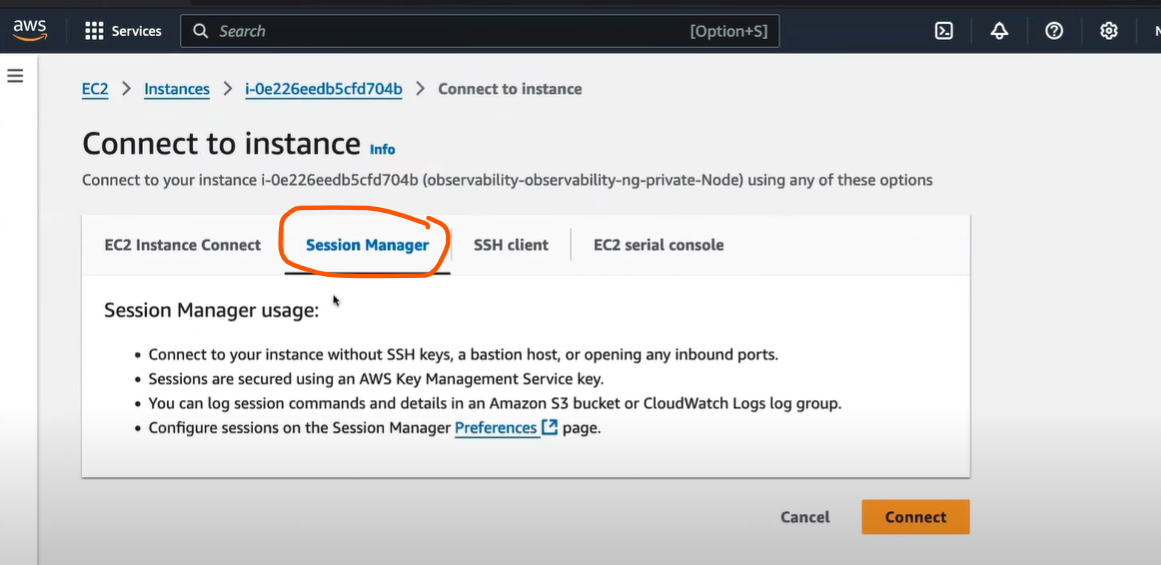 aws Services Search [Option+S] N
EC2 > Instances > i-0e226eedb5cfd704b > Connect to instance
Connect to instance Info
Connect to your instance i-0e226eedb5cfd704b (observability-observability-ng-private-Node) using any of these options
EC2 Instance Connect Session Manager SSH client EC2 serial console
Session Manager usage:
• Connect to your instance without SSH keys, a bastion host, or opening any inbound ports.
• Sessions are secured using an AWS Key Management Service key.
• You can log session commands and details in an Amazon S3 bucket or CloudWatch Logs log group.
• Configure sessions on the Session Manager Preferences page.
Cancel Connect